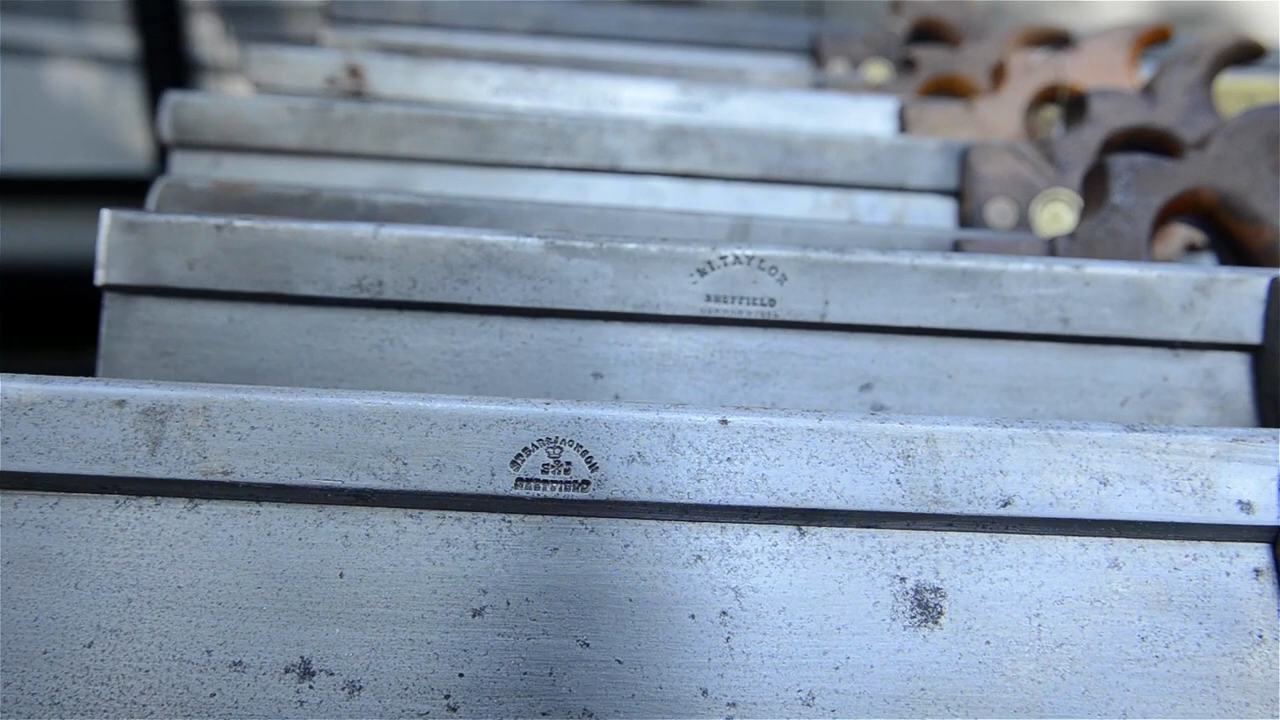 TAYLOR
SHEFFIELD
SPEAR & JACKSON
S & J
SHEFFIELD